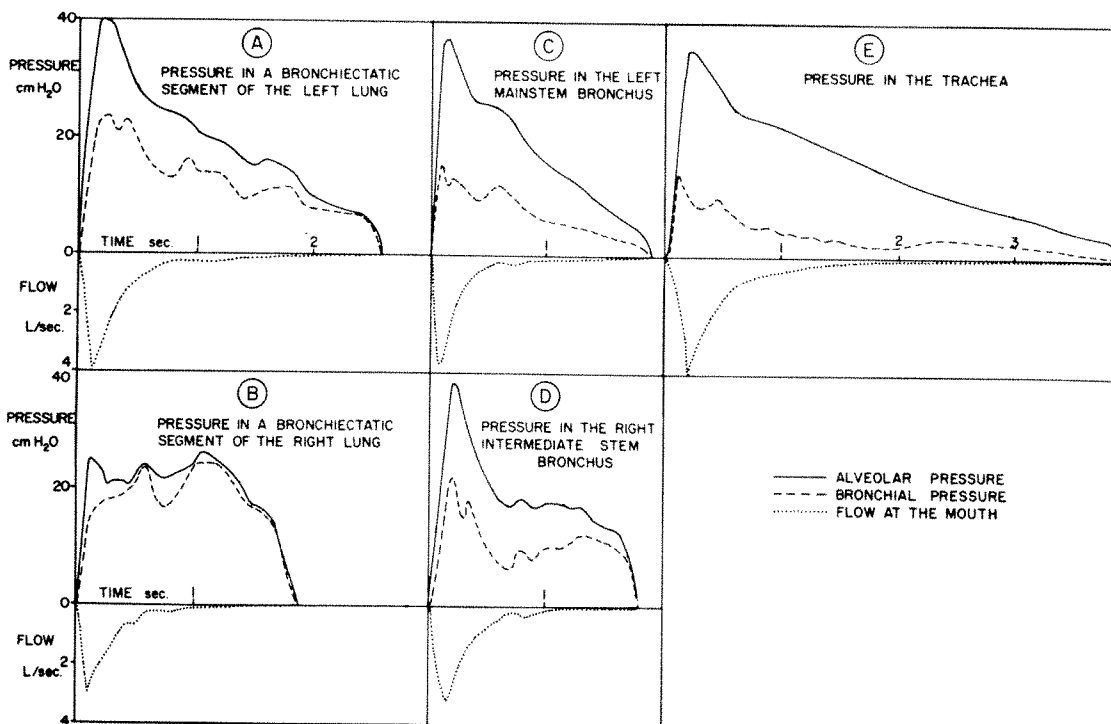 40
PRESSURE
cm H₂O
20
0
A
PRESSURE IN A BRONCHIECTATIC
SEGMENT OF THE LEFT LUNG
TIME sec.
2
FLOW
2
L/sec.
4
C
PRESSURE IN THE LEFT
MAINSTEM BRONCHUS
1
E
PRESSURE IN THE TRACHEA
1
2
3
40
PRESSURE
cm H₂O
20
0
B
PRESSURE IN A BRONCHIECTATIC
SEGMENT OF THE RIGHT LUNG
TIME sec.
FLOW
2
L/sec.
4
D
PRESSURE IN THE RIGHT
INTERMEDIATE STEM
BRONCHUS
ALVEOLAR PRESSURE
BRONCHIAL PRESSURE
FLOW AT THE MOUTH